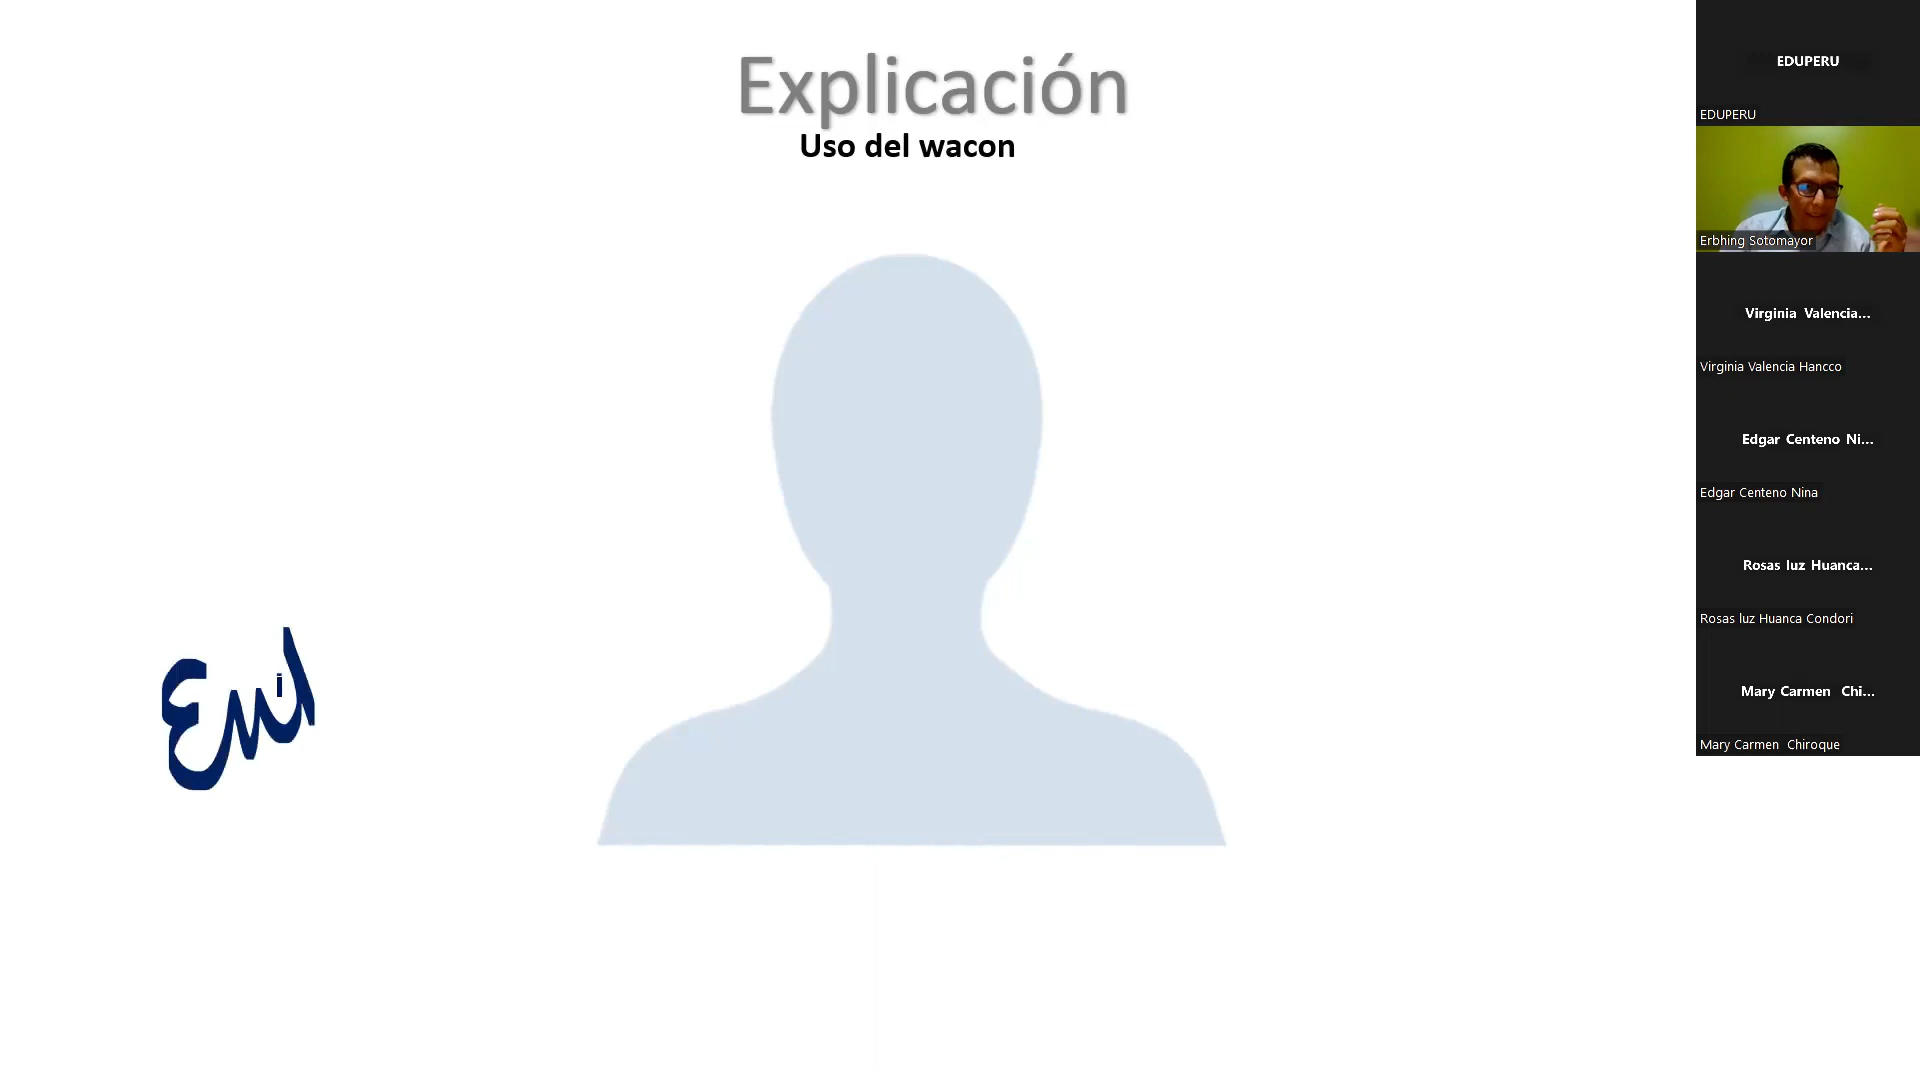 Explicación
Uso del wacon
Emil
EDUPERU
EDUPERU
Erbhing Sotomayor
Virginia Valencia...
Virginia Valencia Hancco
Edgar Centeno Ni...
Edgar Centeno Nina
Rosas luz Huanca...
Rosas luz Huanca Condori
Mary Carmen Chi...
Mary Carmen Chiroque